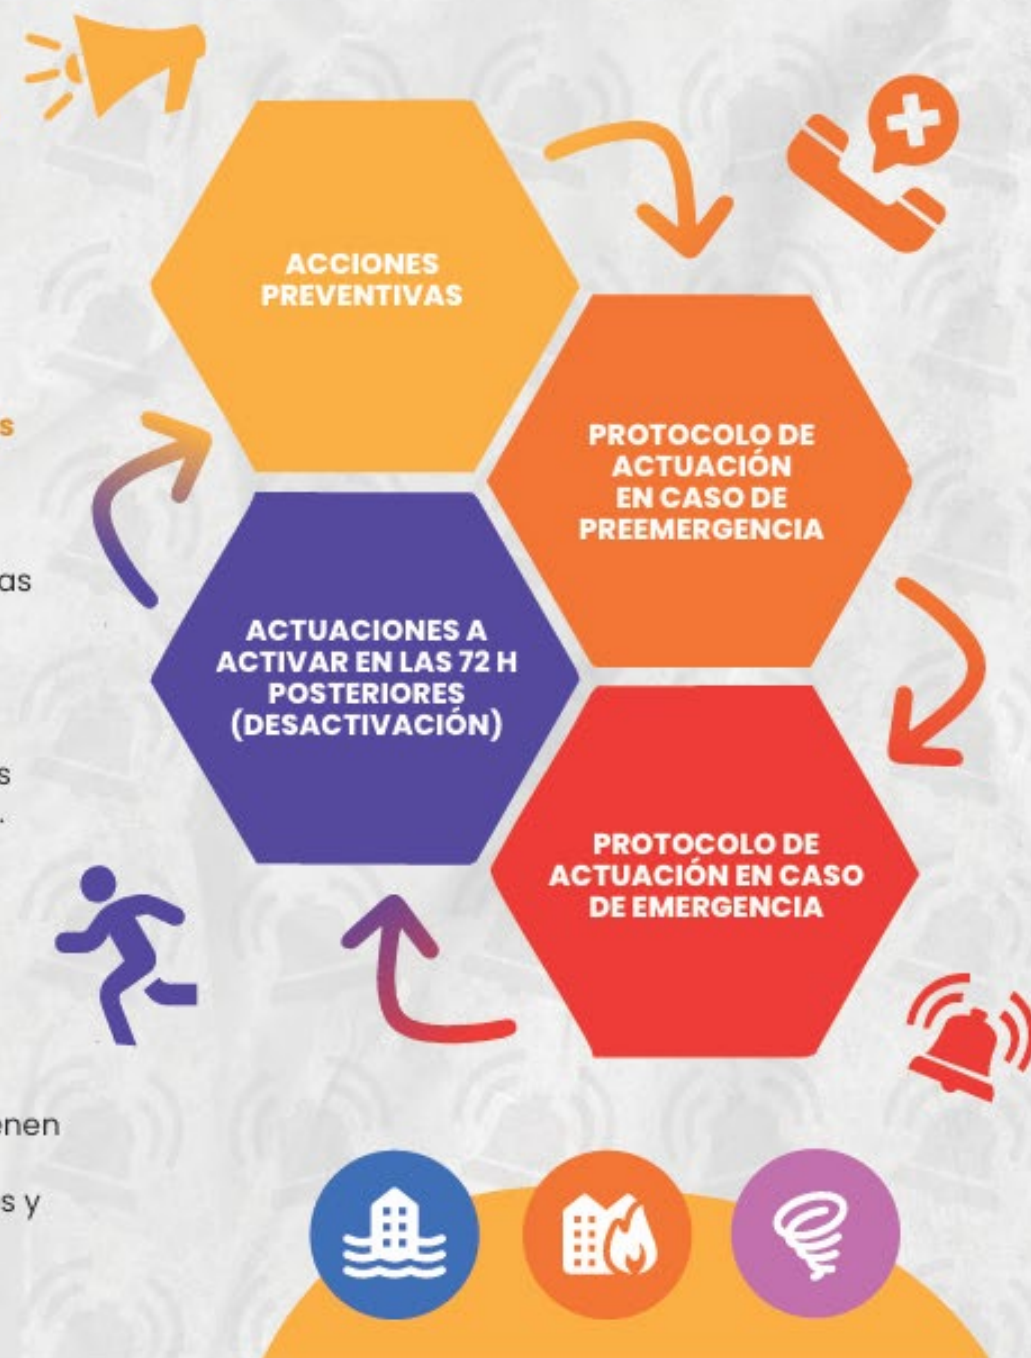 ACCIONES
PREVENTIVAS
PROTOCOLO DE
ACTUACIÓN
EN CASO DE
PREEMERGENCIA
ACTUACIONES A
ACTIVAR EN LAS 72 H
POSTERIORES
(DESACTIVACIÓN)
PROTOCOLO DE
ACTUACIÓN EN CASO
DE EMERGENCIA
s y